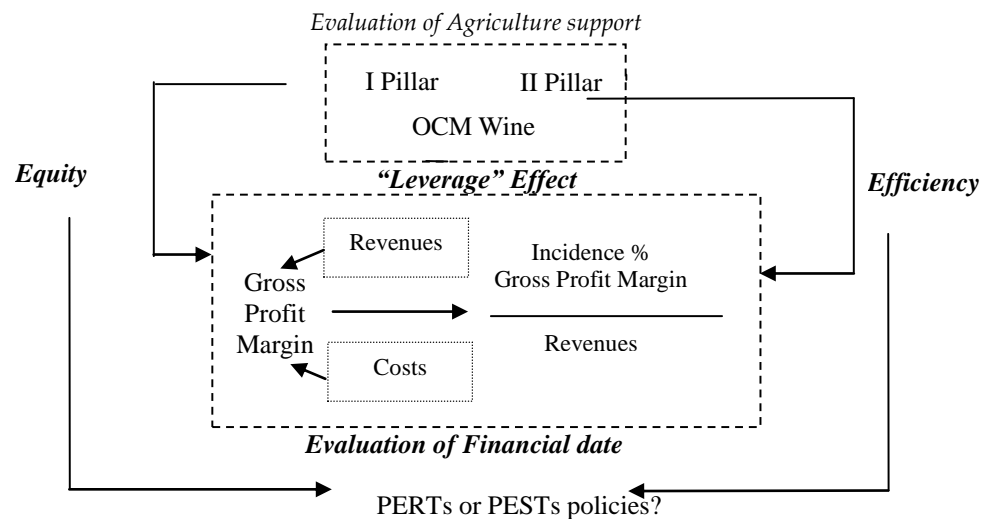 Evaluation of Agriculture support
I Pillar II Pillar
OCM Wine
Equity
“Leverage” Effect
Efficiency
Revenues
Gross
Profit
Margin
Incidence %
Gross Profit Margin
Revenues
Costs
Evaluation of Financial date
PERTs or PESTs policies?